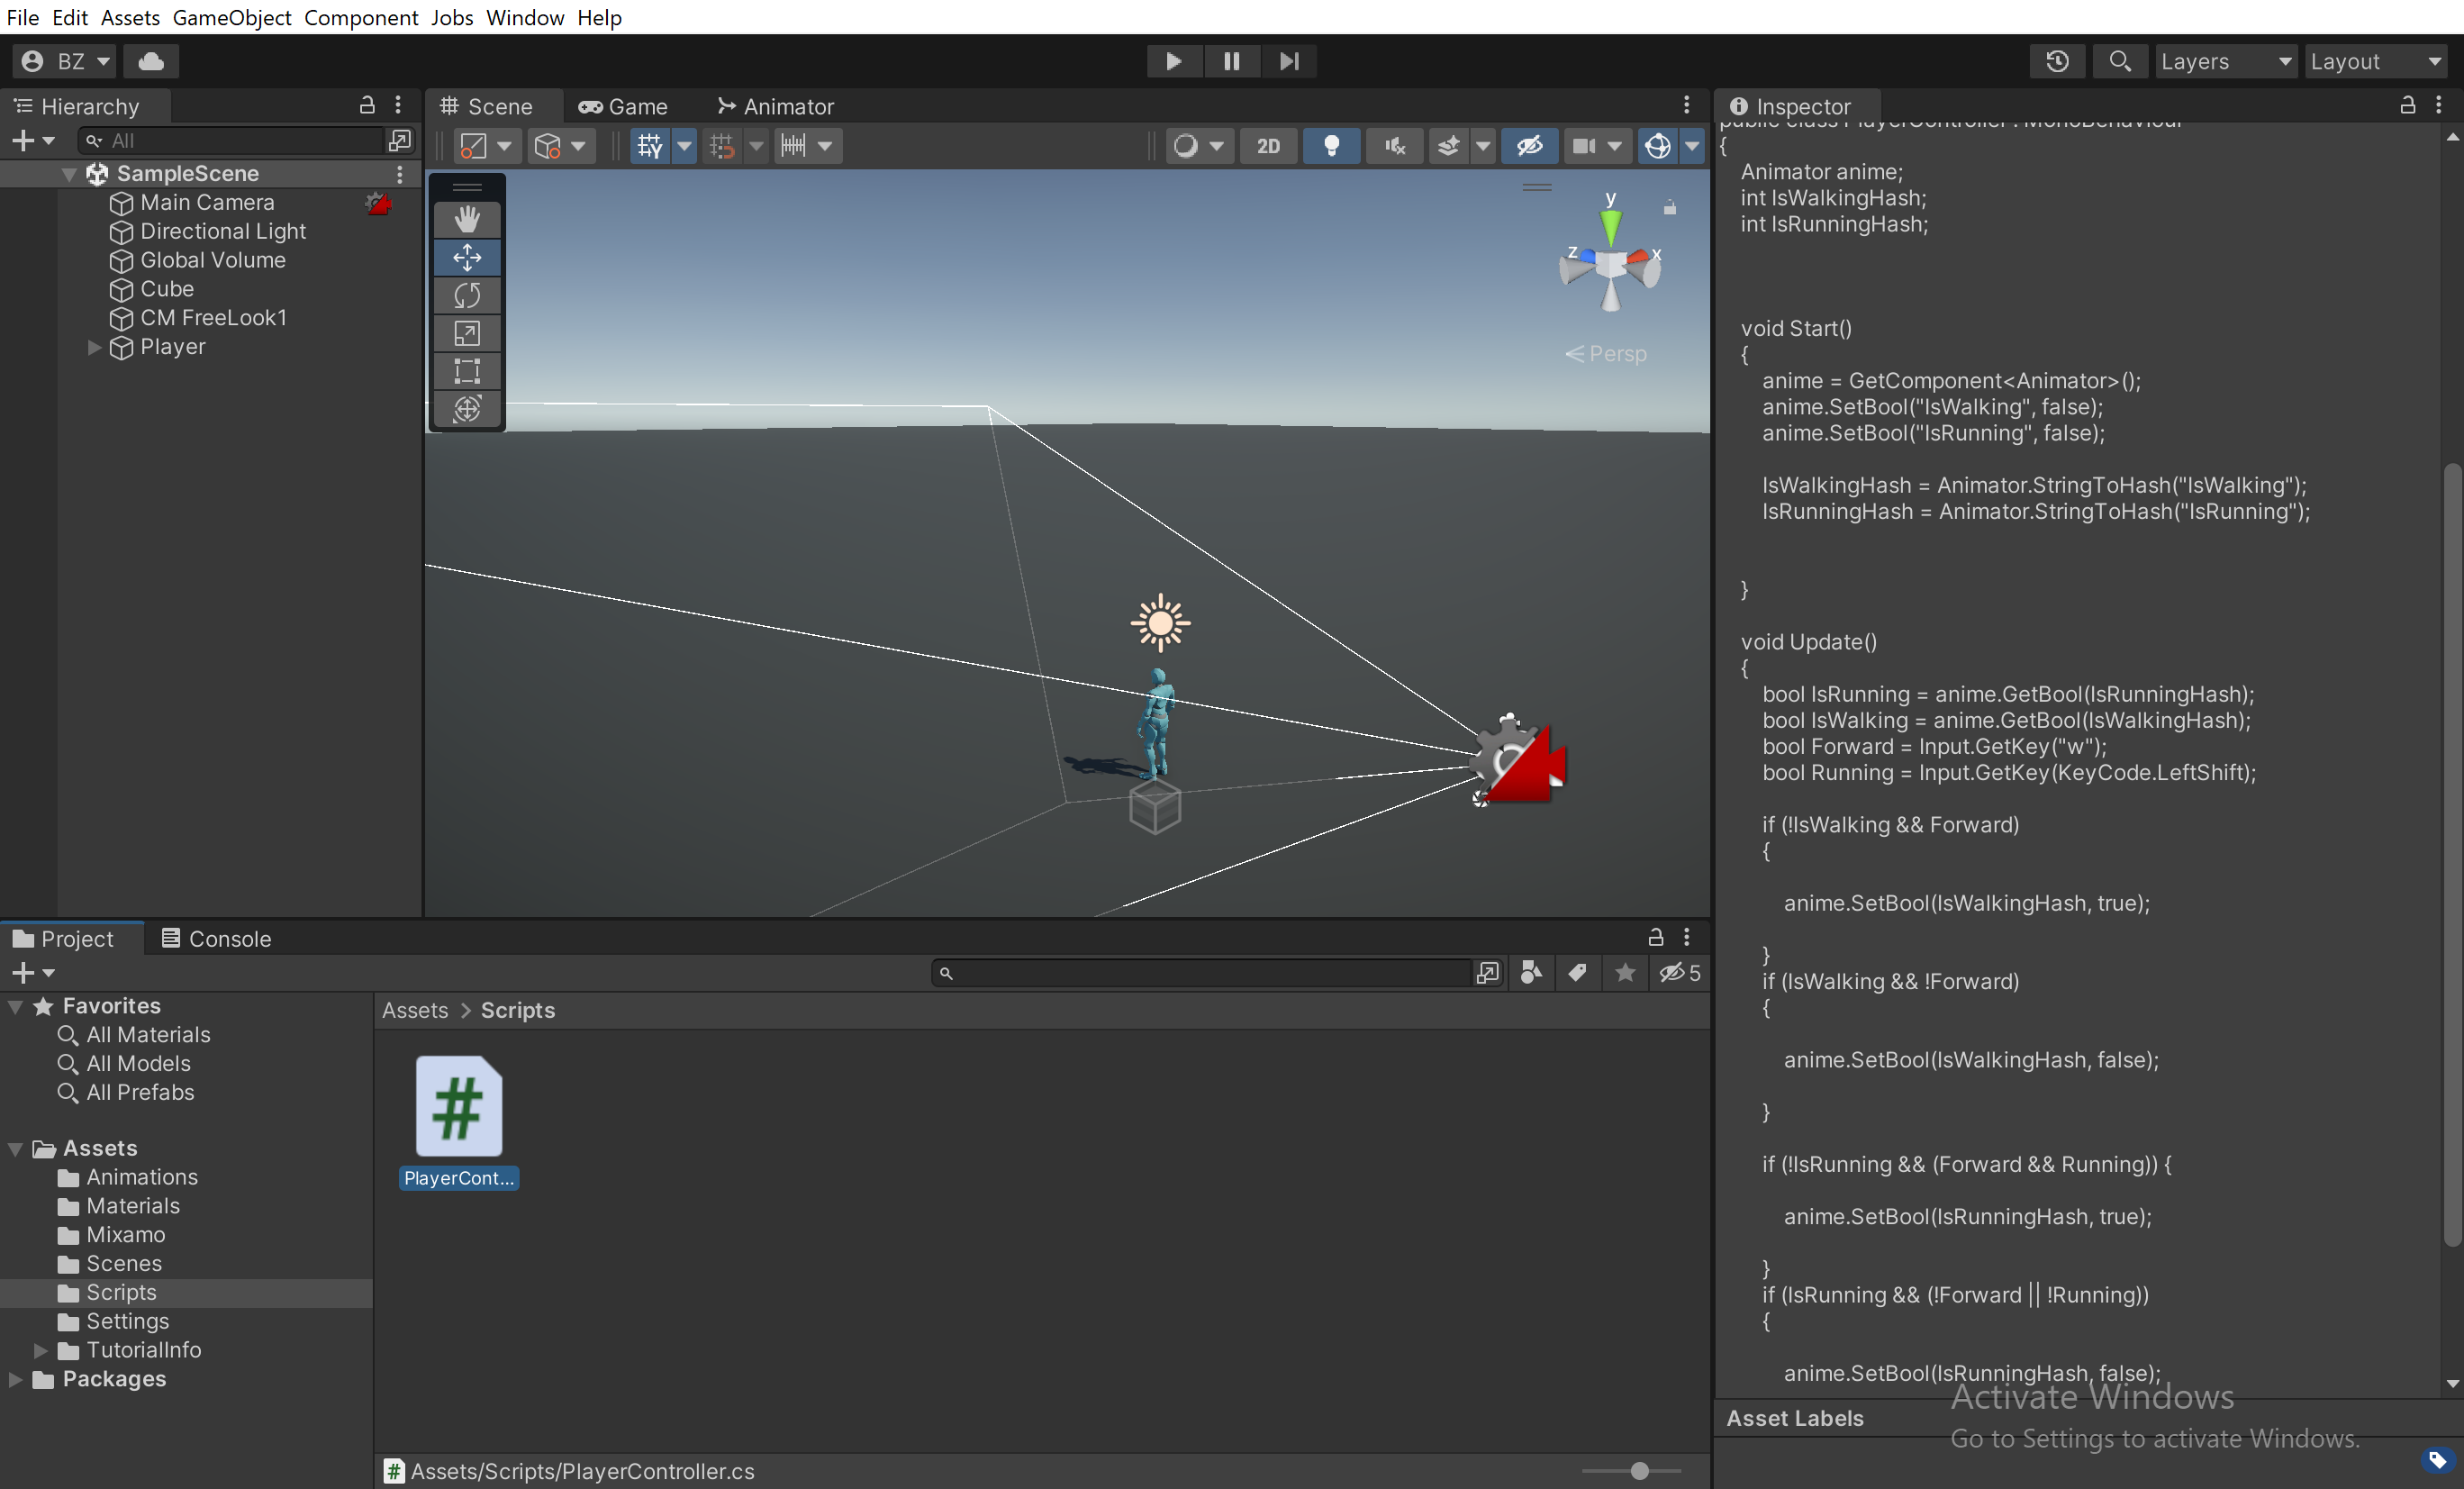 File Edit Assets GameObject Component Jobs Window Help
BZ
Layers
Layout
Hierarchy
All
SampleScene
Main Camera
Directional Light
Global Volume
Cube
CM FreeLook1
Player
Scene
Game
Animator
2D
y
z
x
Persp
Inspector
public class PlayerController : MonoBehaviour
{
Animator anime;
int IsWalkingHash;
int IsRunningHash;
void Start()
{
anime = GetComponent<Animator>();
anime.SetBool("IsWalking", false);
anime.SetBool("IsRunning", false);
IsWalkingHash = Animator.StringToHash("IsWalking");
IsRunningHash = Animator.StringToHash("IsRunning");
}
void Update()
{
bool IsRunning = anime.GetBool(IsRunningHash);
bool IsWalking = anime.GetBool(IsWalkingHash);
bool Forward = Input.GetKey("w");
bool Running = Input.GetKey(KeyCode.LeftShift);
if (!IsWalking && Forward)
{
anime.SetBool(IsWalkingHash, true);
}
if (IsWalking && !Forward)
{
anime.SetBool(IsWalkingHash, false);
}
if (!IsRunning && (Forward && Running)) {
anime.SetBool(IsRunningHash, true);
}
if (IsRunning && (!Forward || !Running))
{
anime.SetBool(IsRunningHash, false);
Asset Labels
Activate Windows
Go to Settings to activate Windows.
Project
Console
5
Favorites
All Materials
All Models
All Prefabs
Assets
Animations
Materials
Mixamo
Scenes
Scripts
Settings
TutorialInfo
Packages
Assets > Scripts
#
PlayerCont...
# Assets/Scripts/PlayerController.cs